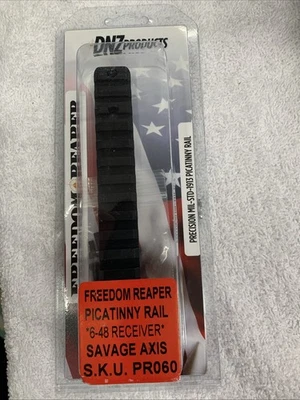 DNZ PRODUCTS
FREEDOM REAPER
PRECISION MIL-STD-1913 PICATINNY RAIL
FREEDOM REAPER
PICATINNY RAIL
*6-48 RECEIVER*
SAVAGE AXIS
S.K.U. PR060